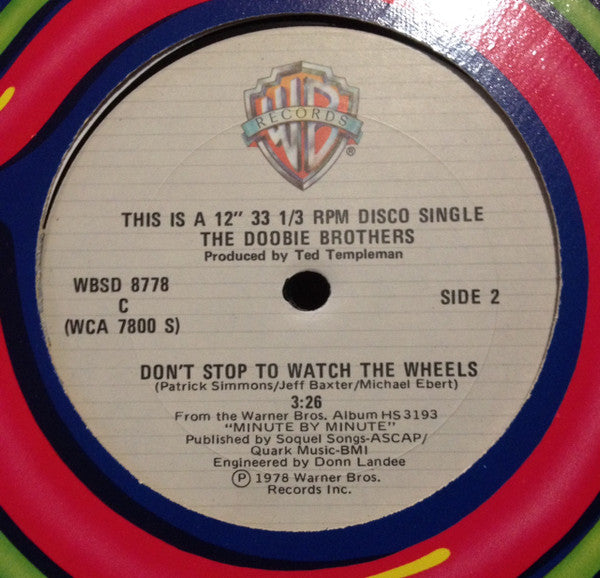 WB
RECORDS
®
THIS IS A 12" 33 1/3 RPM DISCO SINGLE
THE DOOBIE BROTHERS
Produced by Ted Templeman
WBSD 8778
C
(WCA 7800 S)
SIDE 2
DON'T STOP TO WATCH THE WHEELS
(Patrick Simmons/Jeff Baxter/Michael Ebert)
3:26
From the Warner Bros. Album HS 3193
"MINUTE BY MINUTE"
Published by Soquel Songs-ASCAP/
Quark Music-BMI
Engineered by Donn Landee
Ⓟ 1978 Warner Bros.
Records Inc.